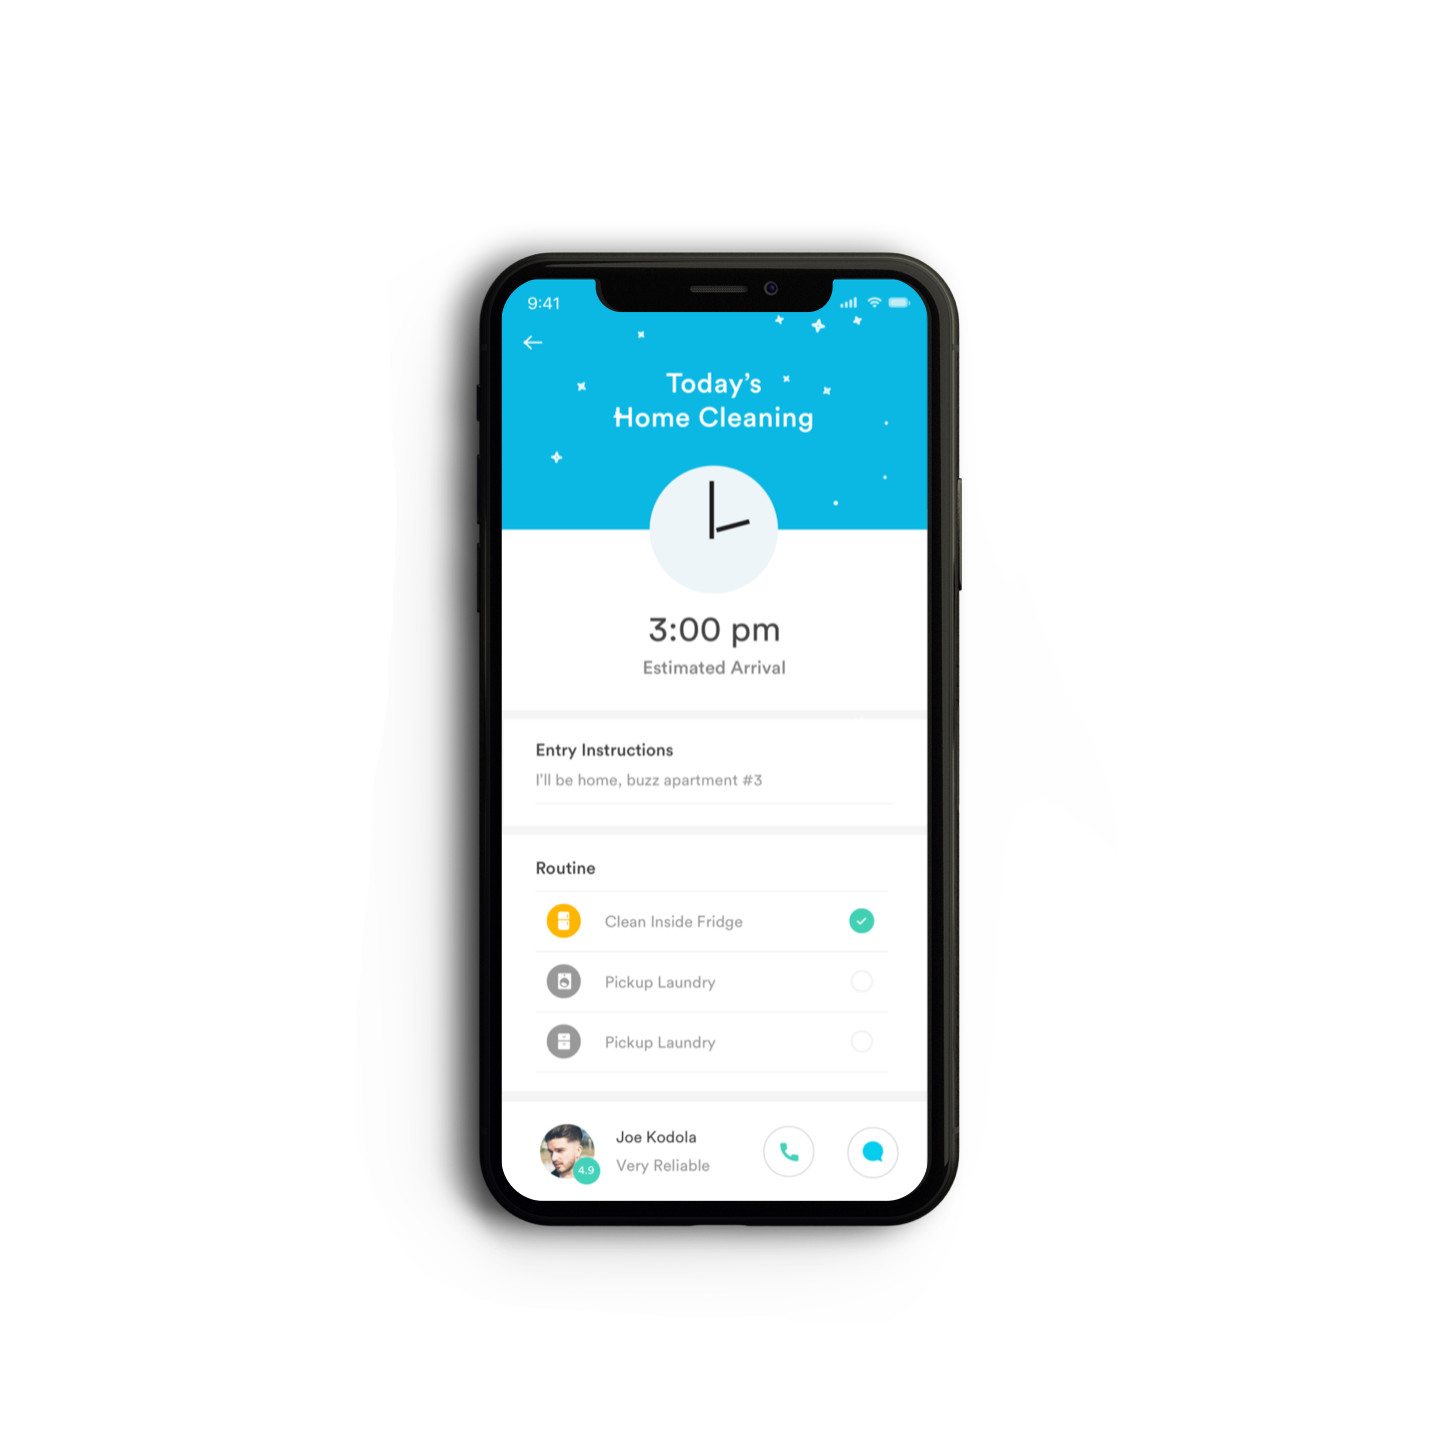 9:41
Today's
Home Cleaning
3:00 pm
Estimated Arrival
Entry Instructions
I'll be home, buzz apartment #3
Routine
Clean Inside Fridge
Pickup Laundry
Pickup Laundry
Joe Kodola
4.9
Very Reliable